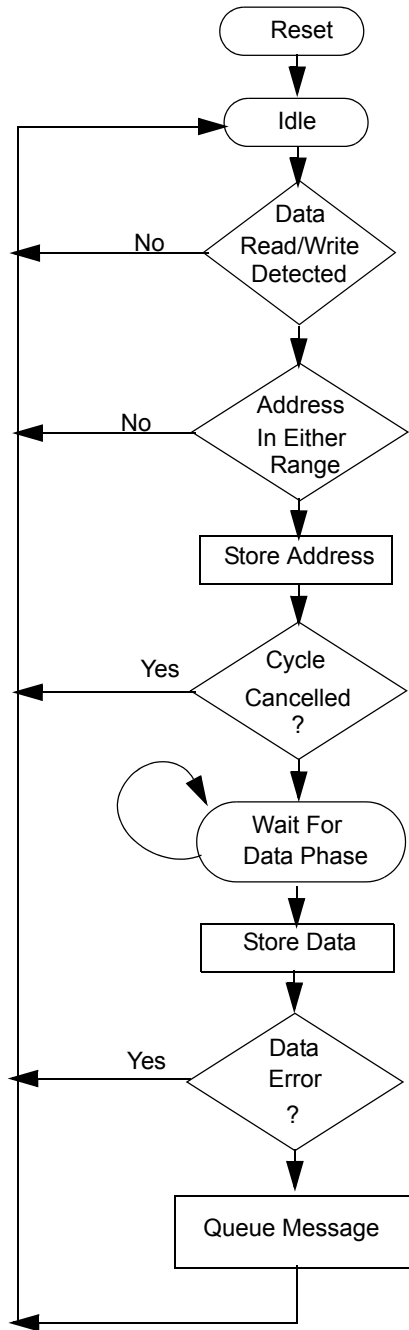 Reset
Idle
Data
No
Read/Write
Detected
Address
No
In Either
Range
Store Address
Yes
Cycle
Cancelled
?
Wait For
Data Phase
Store Data
Yes
Data
Error
?
Queue Message